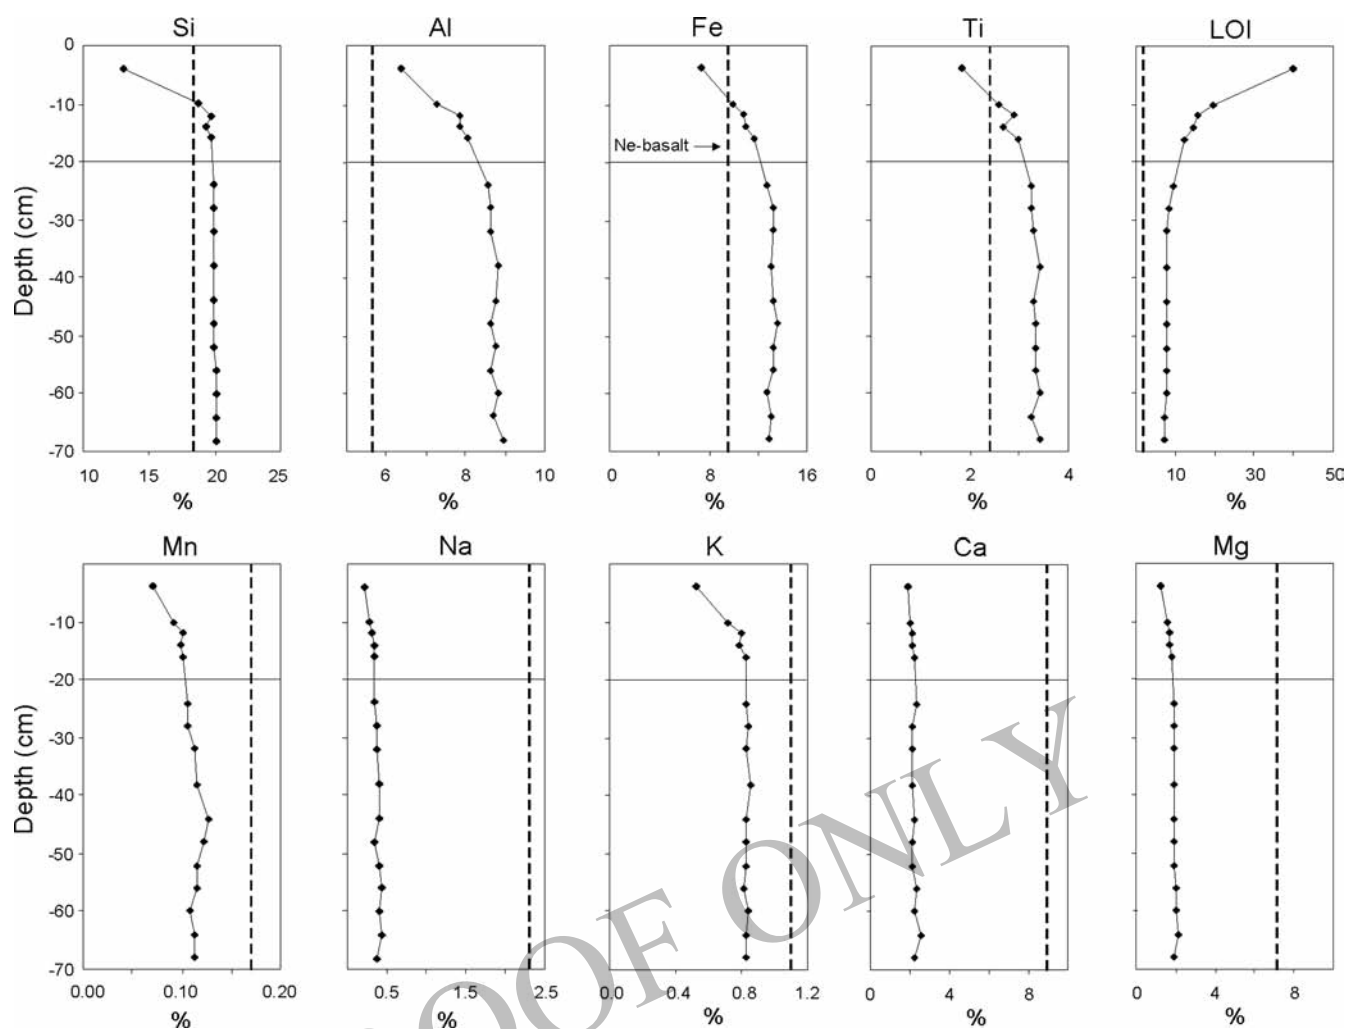 Si Al Fe Ti LOI
0
-10
-20
-30
-40
-50
-60
-70
Depth (cm)
Ne-basalt
10 15 20 25 6 8 10 0 8 16 0 2 4 10 30 50
% % % % %
Mn Na K Ca Mg
-10
-20
-30
-40
-50
-60
-70
Depth (cm)
0.00 0.10 0.20 0.5 1.5 2.5 0.0 0.4 0.8 1.2 0 4 8 0 4 8
% % % % %
OOF ONLY